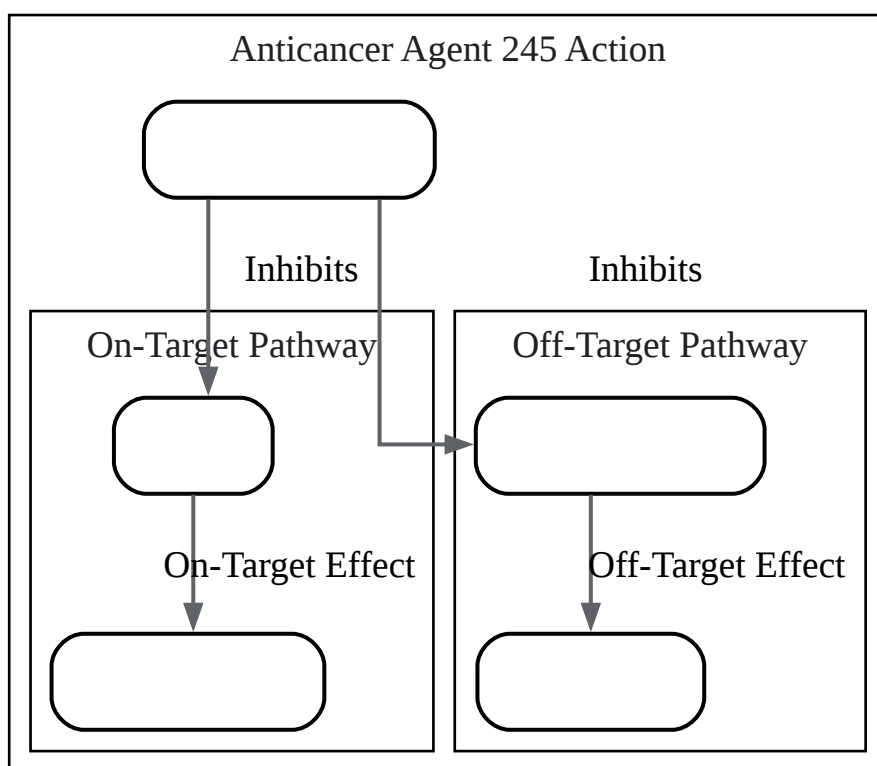 Anticancer Agent 245 Action
Inhibits
Inhibits
On-Target Pathway
Off-Target Pathway
On-Target Effect
Off-Target Effect